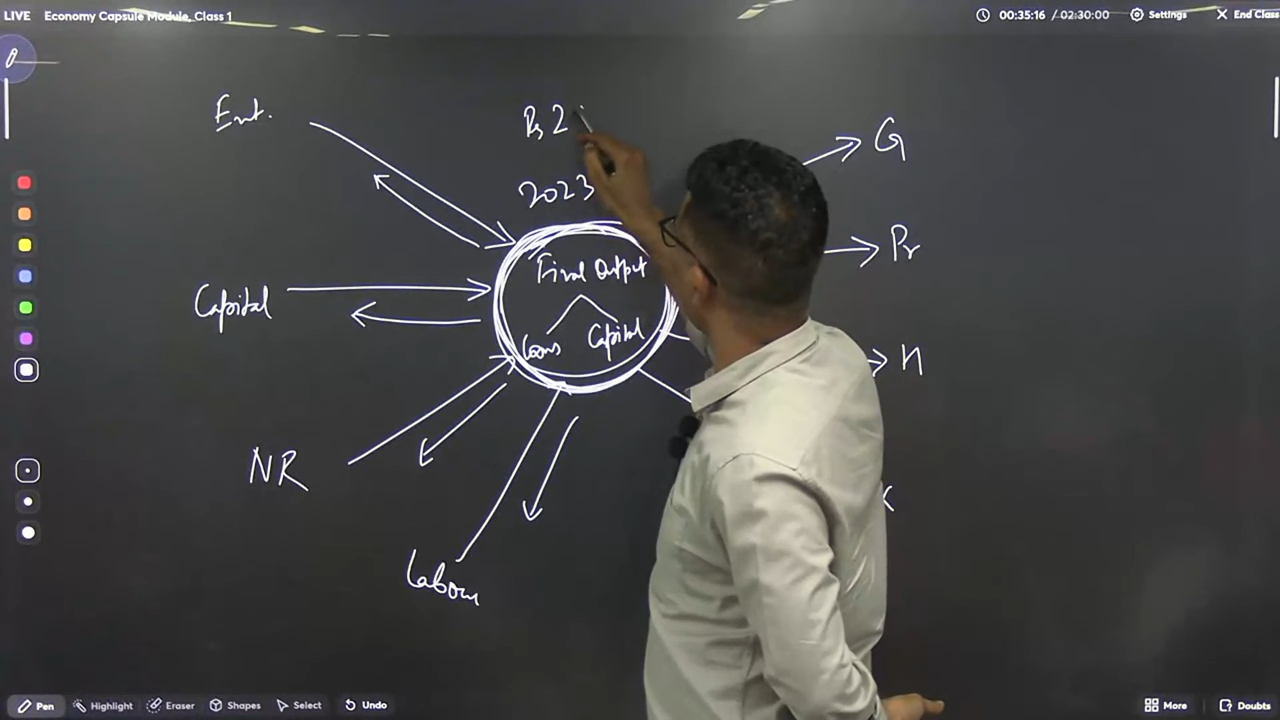 LIVE Economy Capsule Module, Class 1
00:35:16 / 02:30:00 Settings End Class
Ent.
Rs 2
2023
G
Pr
Final Output
Capital
Cons Capital
H
NR
Labour
Pen Highlight Eraser Shapes Select Undo
More Doubts